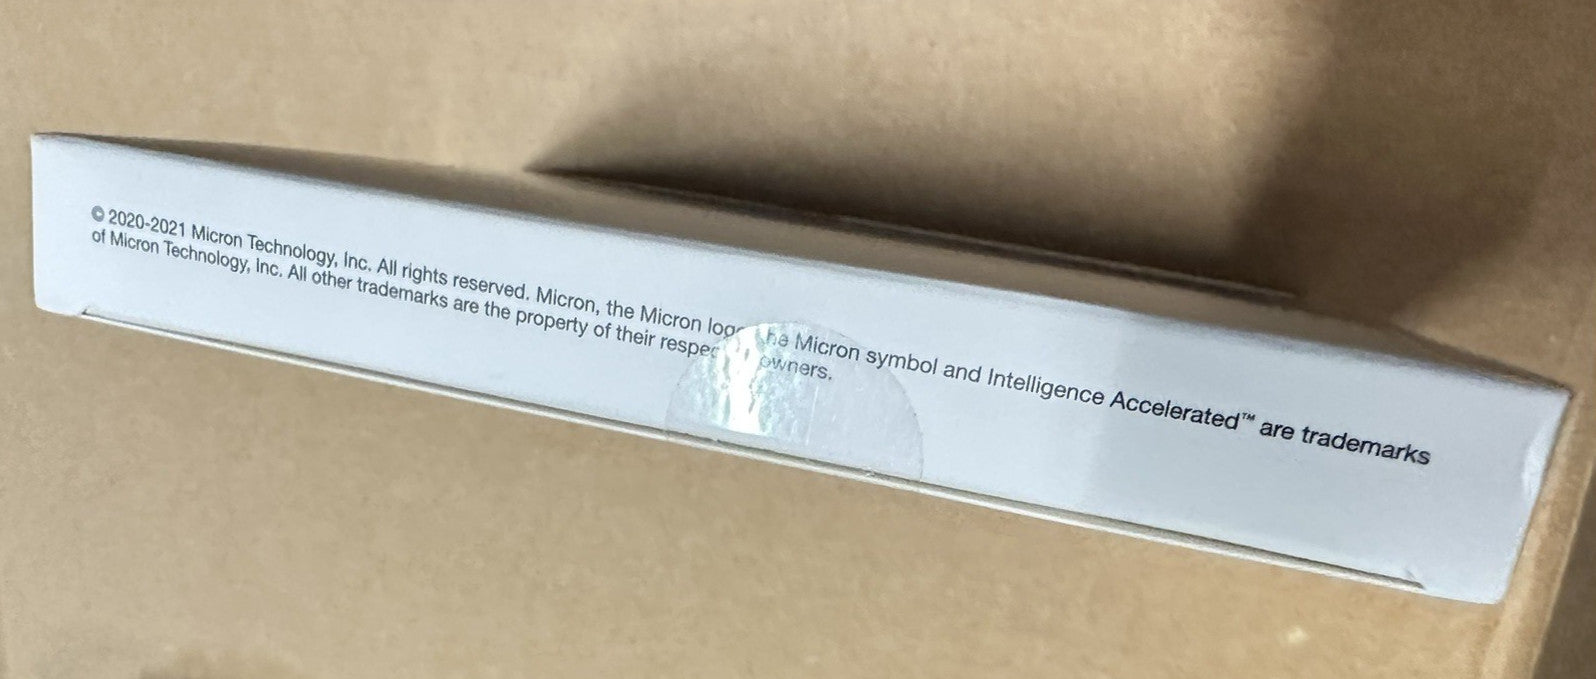 © 2020-2021 Micron Technology, Inc. All rights reserved. Micron, the Micron logo, the Micron symbol and Intelligence Accelerated™ are trademarks
of Micron Technology, Inc. All other trademarks are the property of their respective owners.